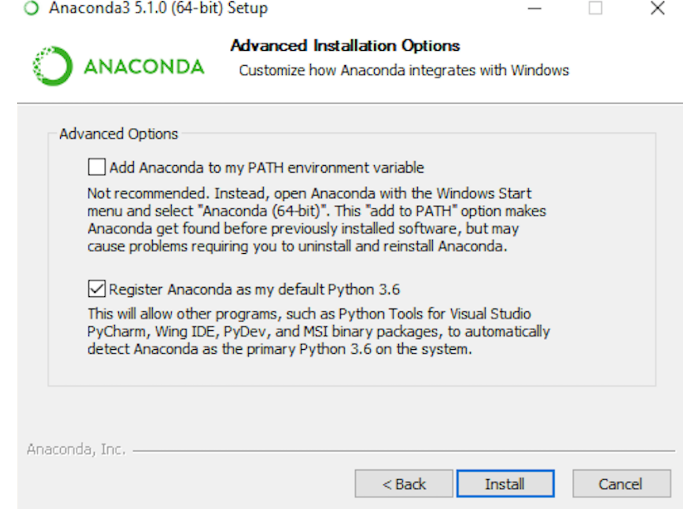 Anaconda3 5.1.0 (64-bit) Setup
ANACONDA
Advanced Installation Options
Customize how Anaconda integrates with Windows
Advanced Options
Add Anaconda to my PATH environment variable
Not recommended. Instead, open Anaconda with the Windows Start
menu and select "Anaconda (64-bit)". This "add to PATH" option makes
Anaconda get found before previously installed software, but may
cause problems requiring you to uninstall and reinstall Anaconda.
Register Anaconda as my default Python 3.6
This will allow other programs, such as Python Tools for Visual Studio
PyCharm, Wing IDE, PyDev, and MSI binary packages, to automatically
detect Anaconda as the primary Python 3.6 on the system.
Anaconda, Inc.
< Back
Install
Cancel